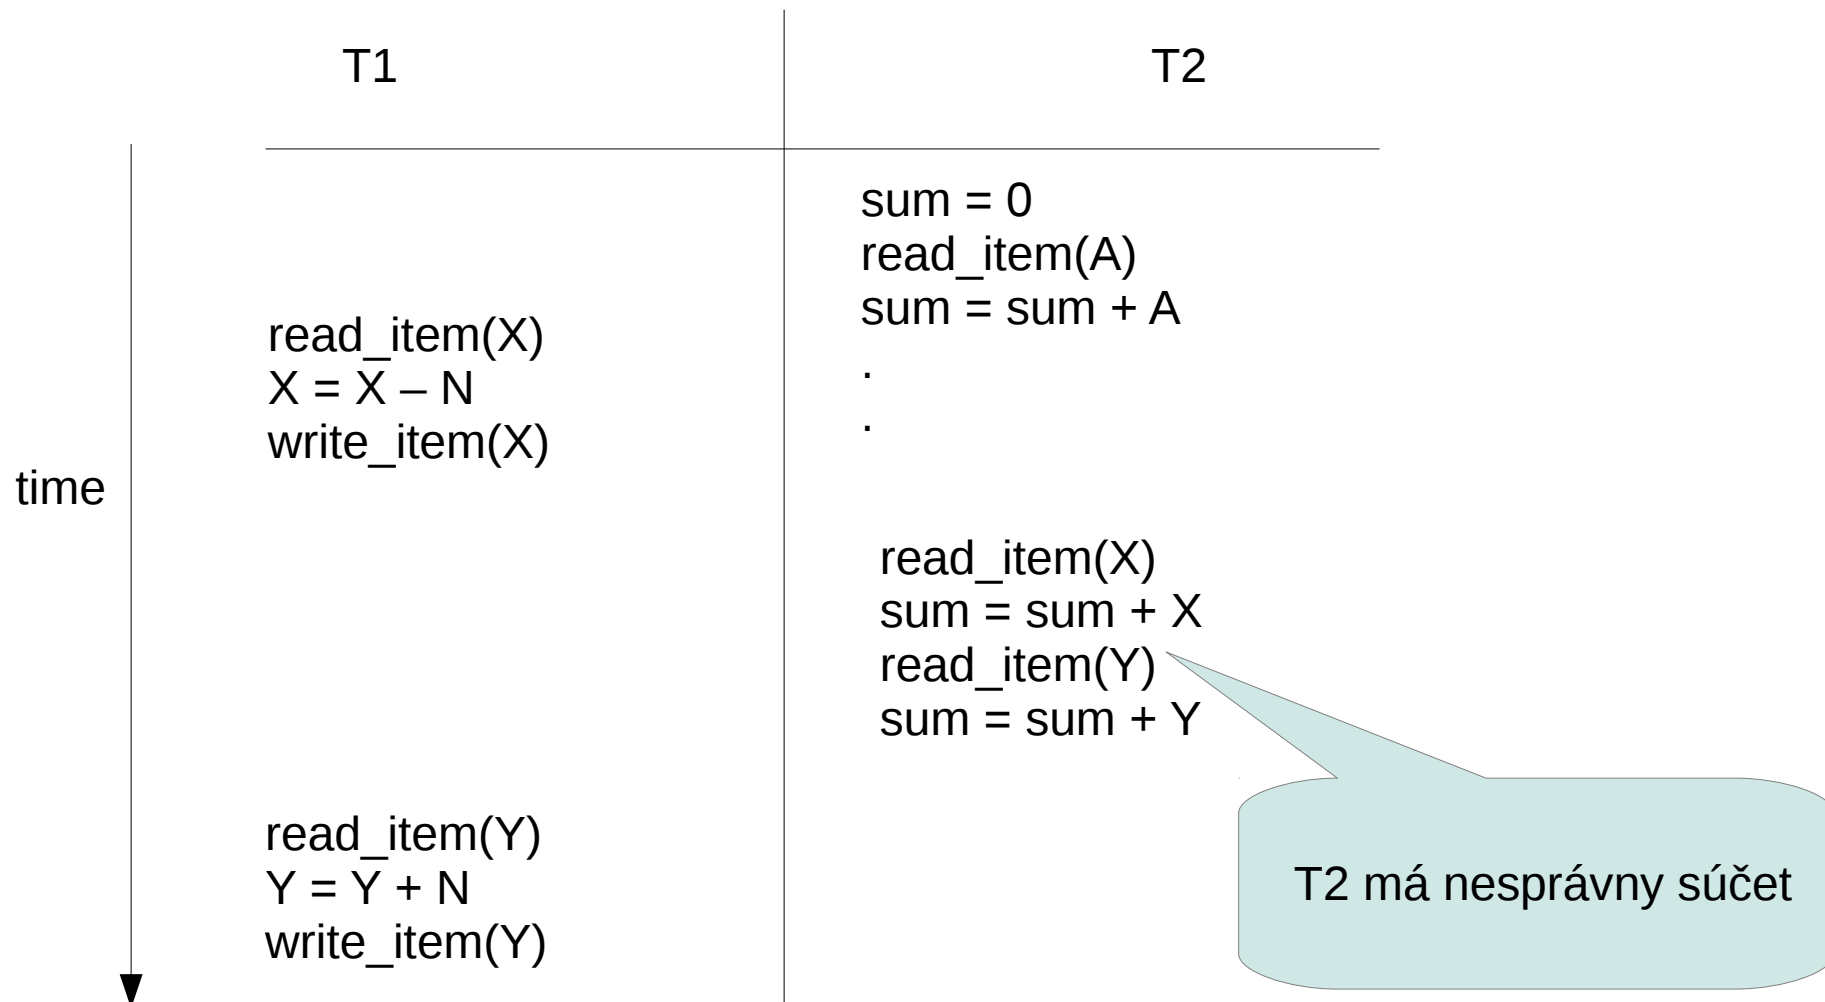 T1
T2
sum = 0
read_item(A)
sum = sum + A
.
.
read_item(X)
X = X – N
write_item(X)
time
read_item(X)
sum = sum + X
read_item(Y)
sum = sum + Y
read_item(Y)
Y = Y + N
write_item(Y)
T2 má nesprávny súčet